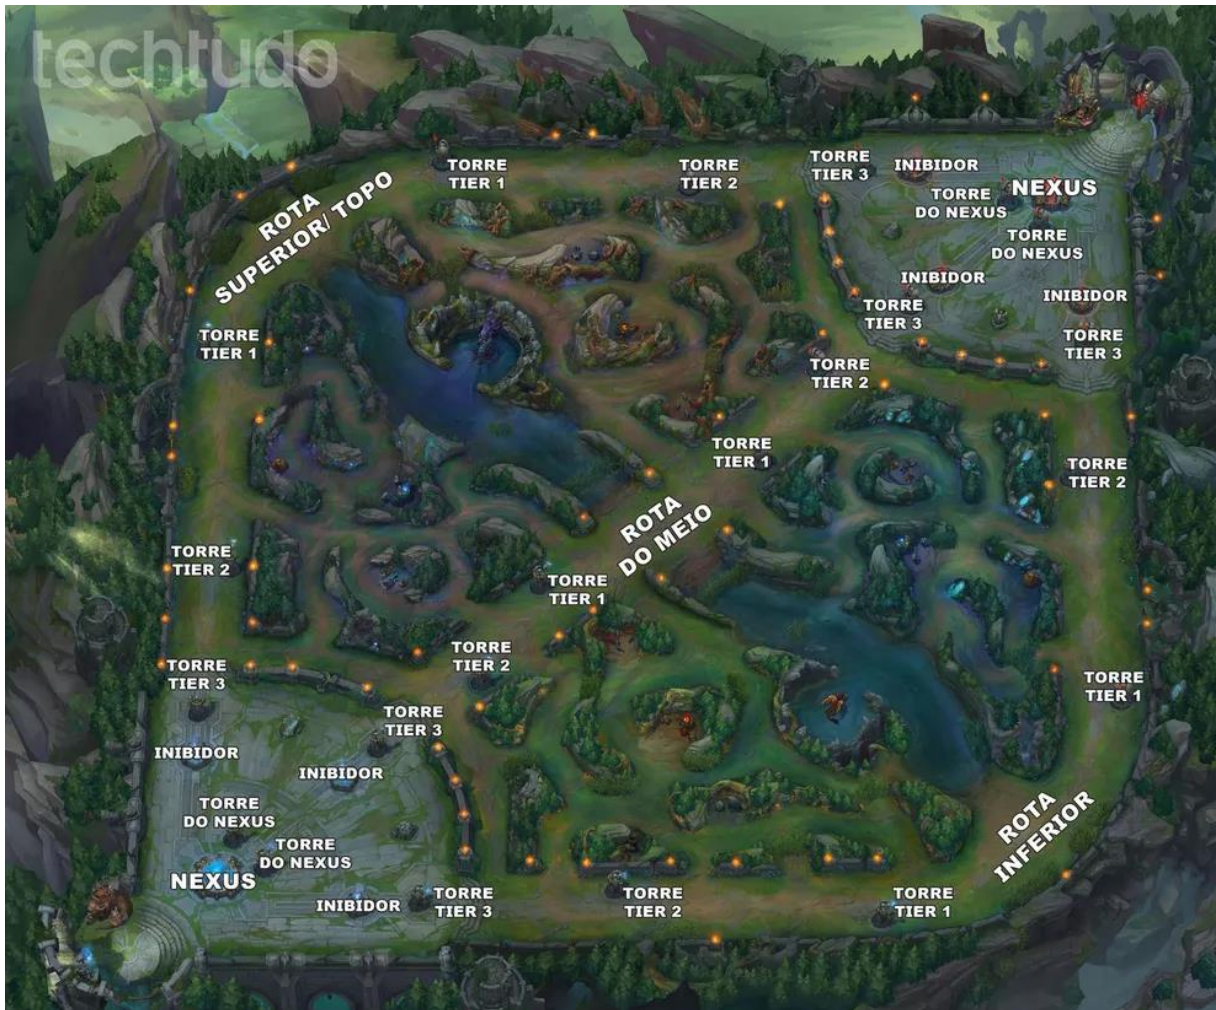 techtudo
TORRE
TIER 1
TORRE
TIER 2
TORRE
TIER 3
INIBIDOR
NEXUS
TORRE
DO NEXUS
TORRE
DO NEXUS
INIBIDOR
INIBIDOR
TORRE
TIER 3
TORRE
TIER 3
ROTA
SUPERIOR/ TOPO
TORRE
TIER 1
TORRE
TIER 2
TORRE
TIER 1
TORRE
TIER 2
ROTA
DO MEIO
TORRE
TIER 2
TORRE
TIER 1
TORRE
TIER 2
TORRE
TIER 3
TORRE
TIER 1
TORRE
TIER 3
INIBIDOR
INIBIDOR
TORRE
DO NEXUS
TORRE
DO NEXUS
NEXUS
INIBIDOR
TORRE
TIER 3
TORRE
TIER 2
TORRE
TIER 1
ROTA
INFERIOR